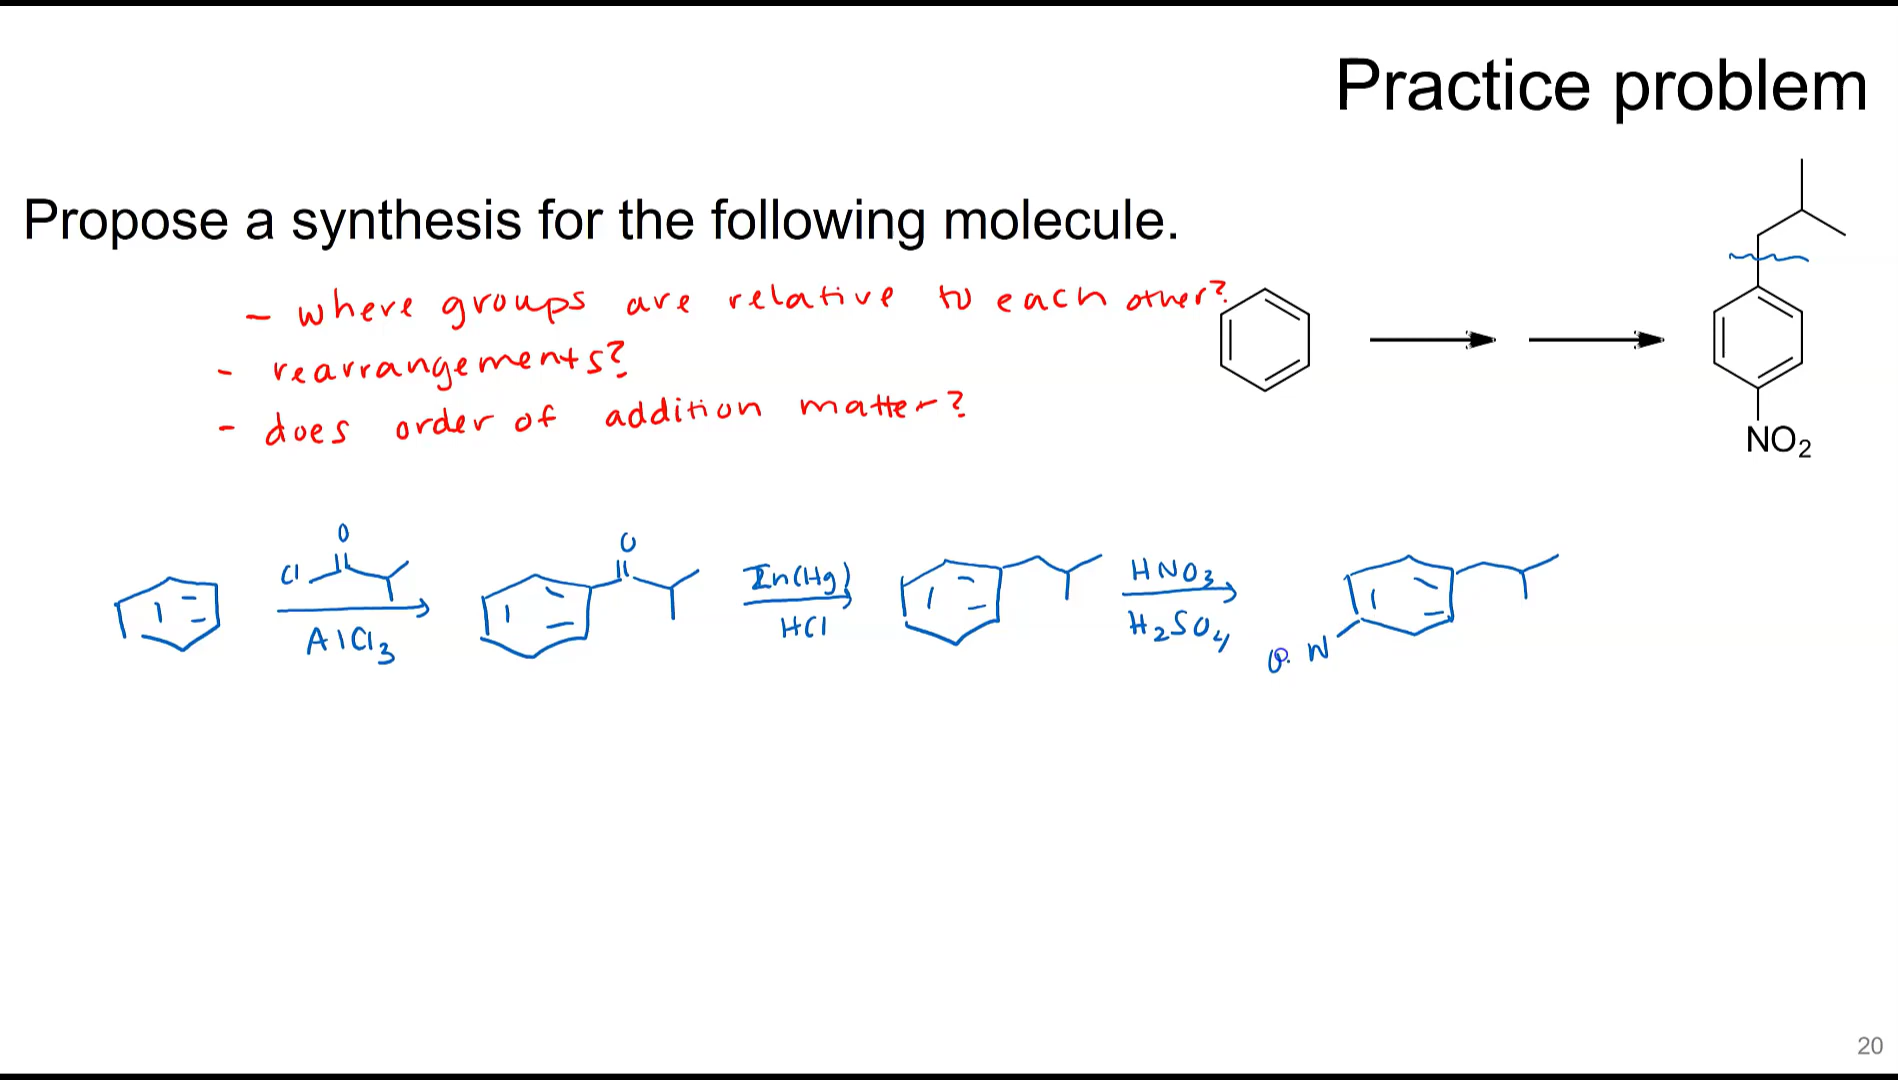 Practice problem
Propose a synthesis for the following molecule.
- where groups are relative to each other?
- rearrangements?
- does order of addition matter?
NO2
O
Cl
AlCl3
O
Zn(Hg)
HCl
HNO3
H2SO4
N
20